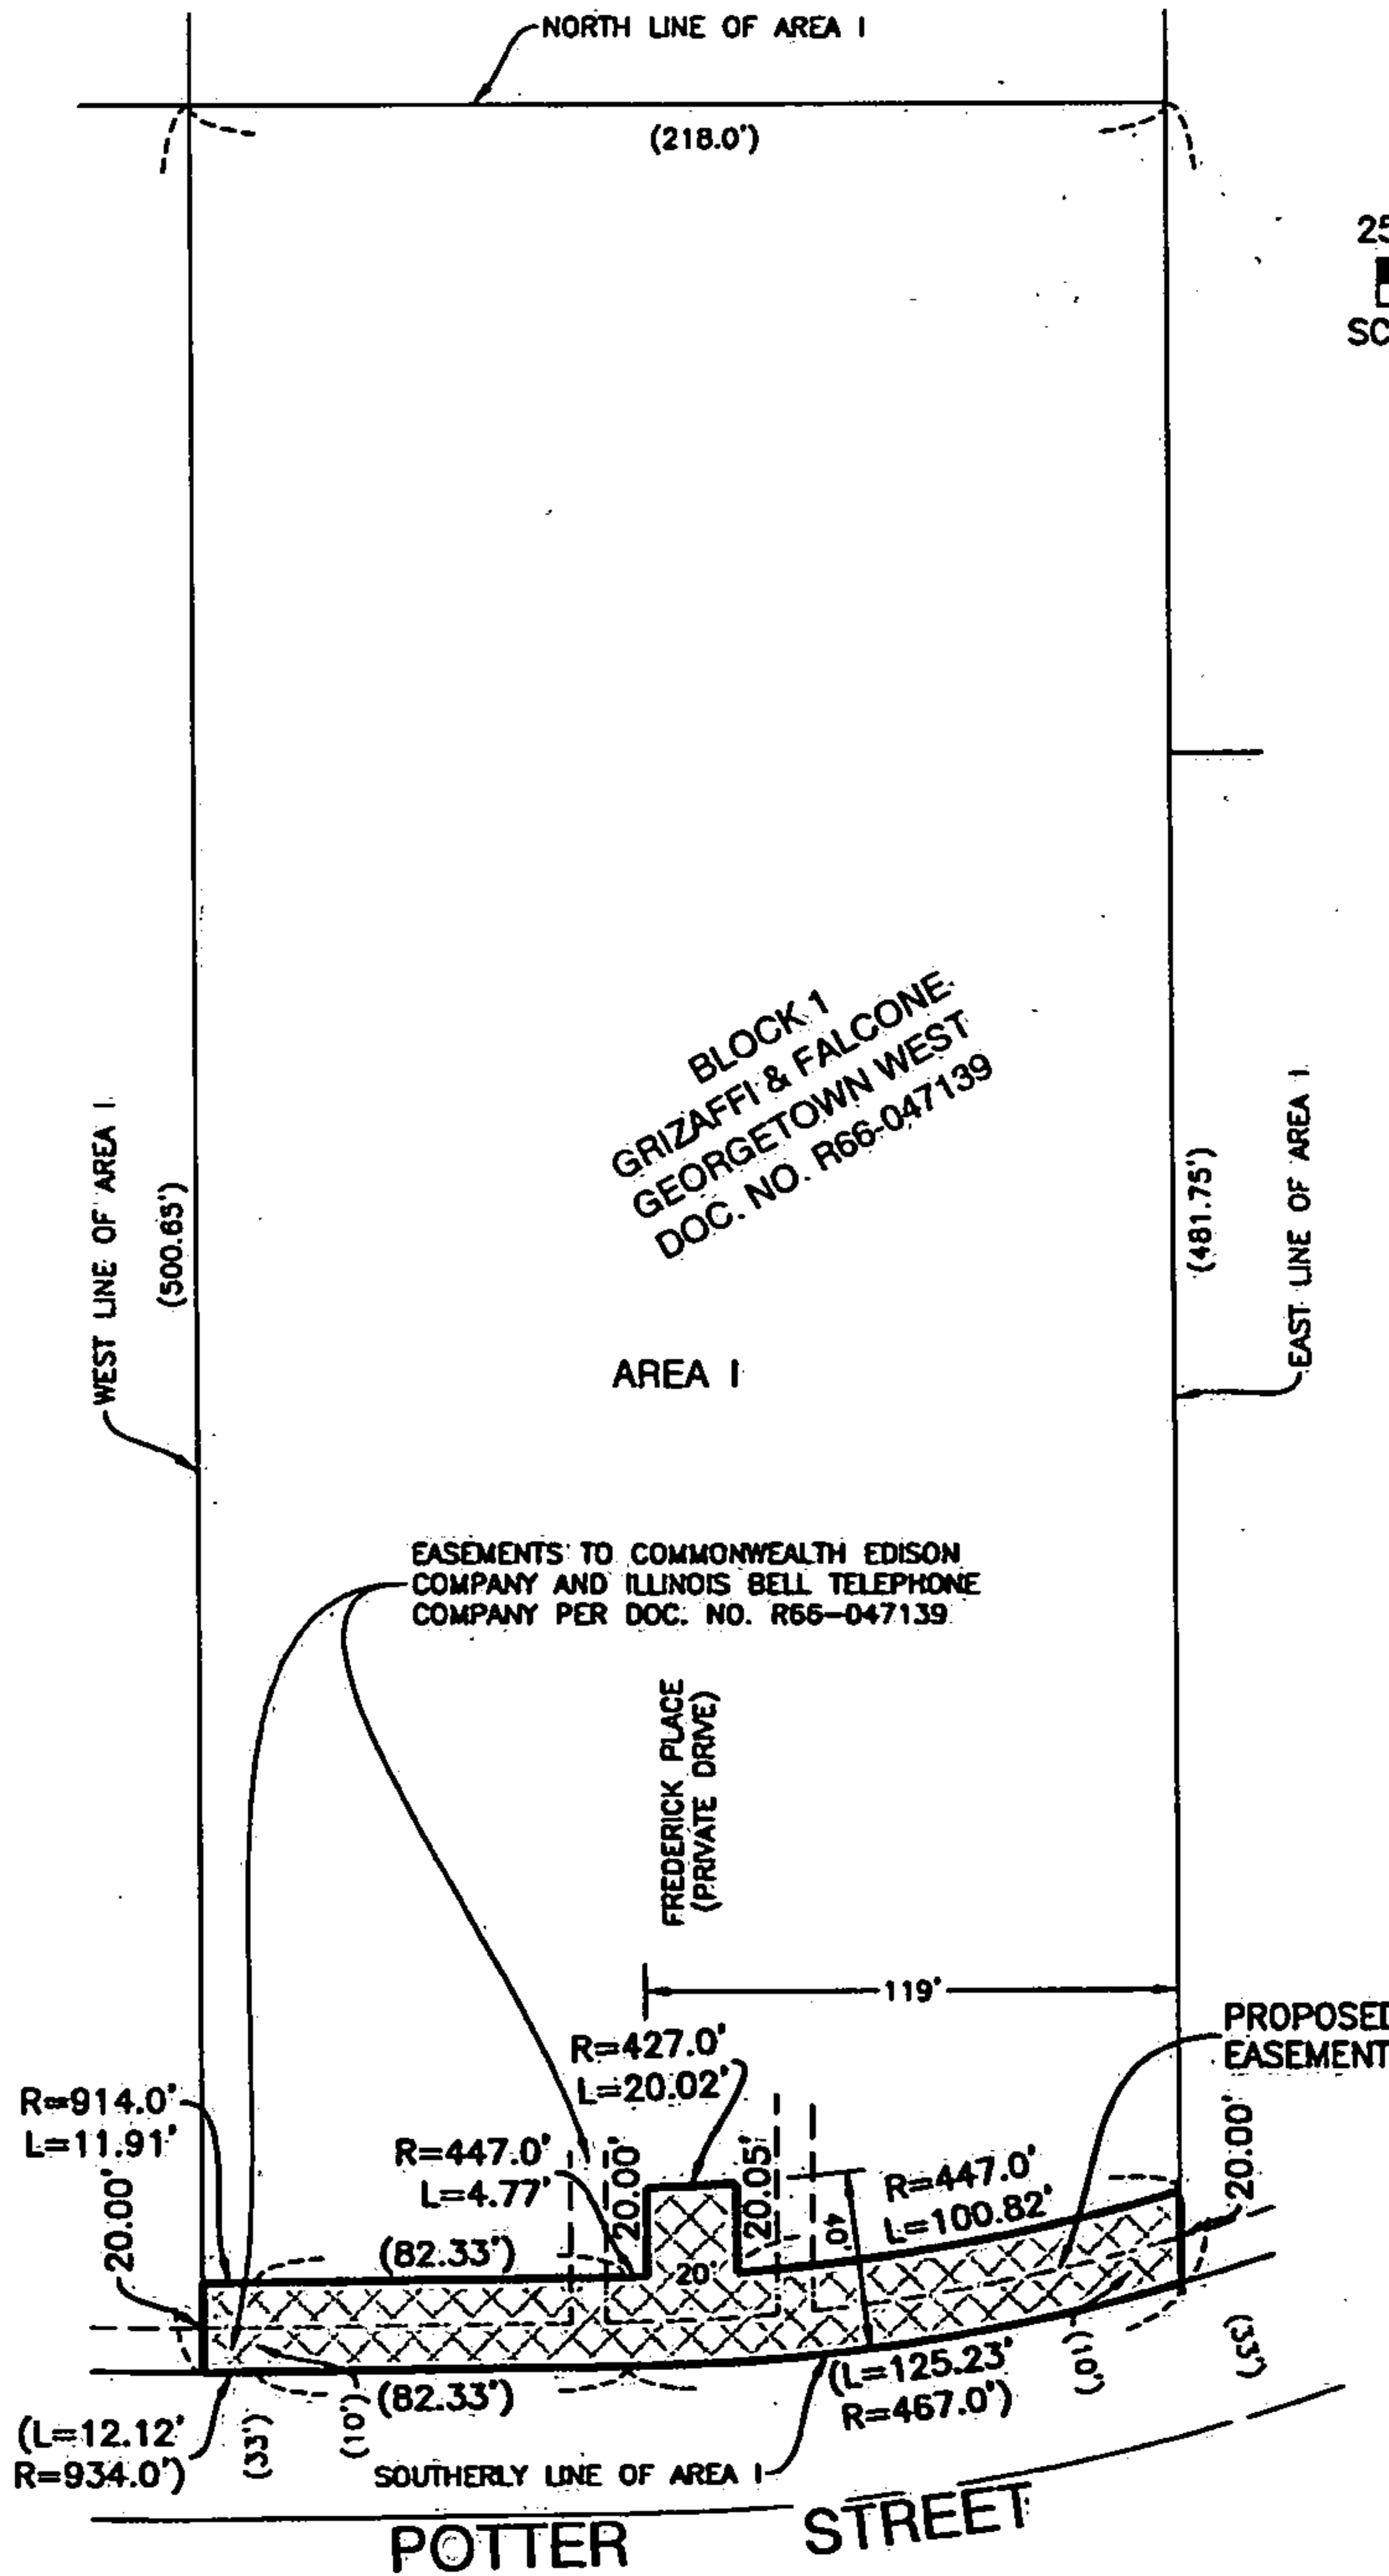 NORTH LINE OF AREA I
(218.0')
25
SC
BLOCK 1
GRIZAFFI & FALCONE
GEORGETOWN WEST
DOC. NO. R66-047139
WEST LINE OF AREA I
(500.65')
(481.75')
EAST LINE OF AREA I
AREA I
EASEMENTS TO COMMONWEALTH EDISON
COMPANY AND ILLINOIS BELL TELEPHONE
COMPANY PER DOC. NO. R66-047139
FREDERICK PLACE
(PRIVATE DRIVE)
119'
PROPOSED
EASEMENT
R=427.0'
L=20.02'
R=914.0'
L=11.91'
20.00'
R=447.0'
L=4.77'
20.00'
20.05'
R=447.0'
L=100.82'
20.00'
40'
(82.33')
20'
(82.33')
(L=125.23'
R=467.0')
(10')
(33')
(L=12.12'
R=934.0')
(33')
(10')
SOUTHERLY LINE OF AREA I
POTTER STREET